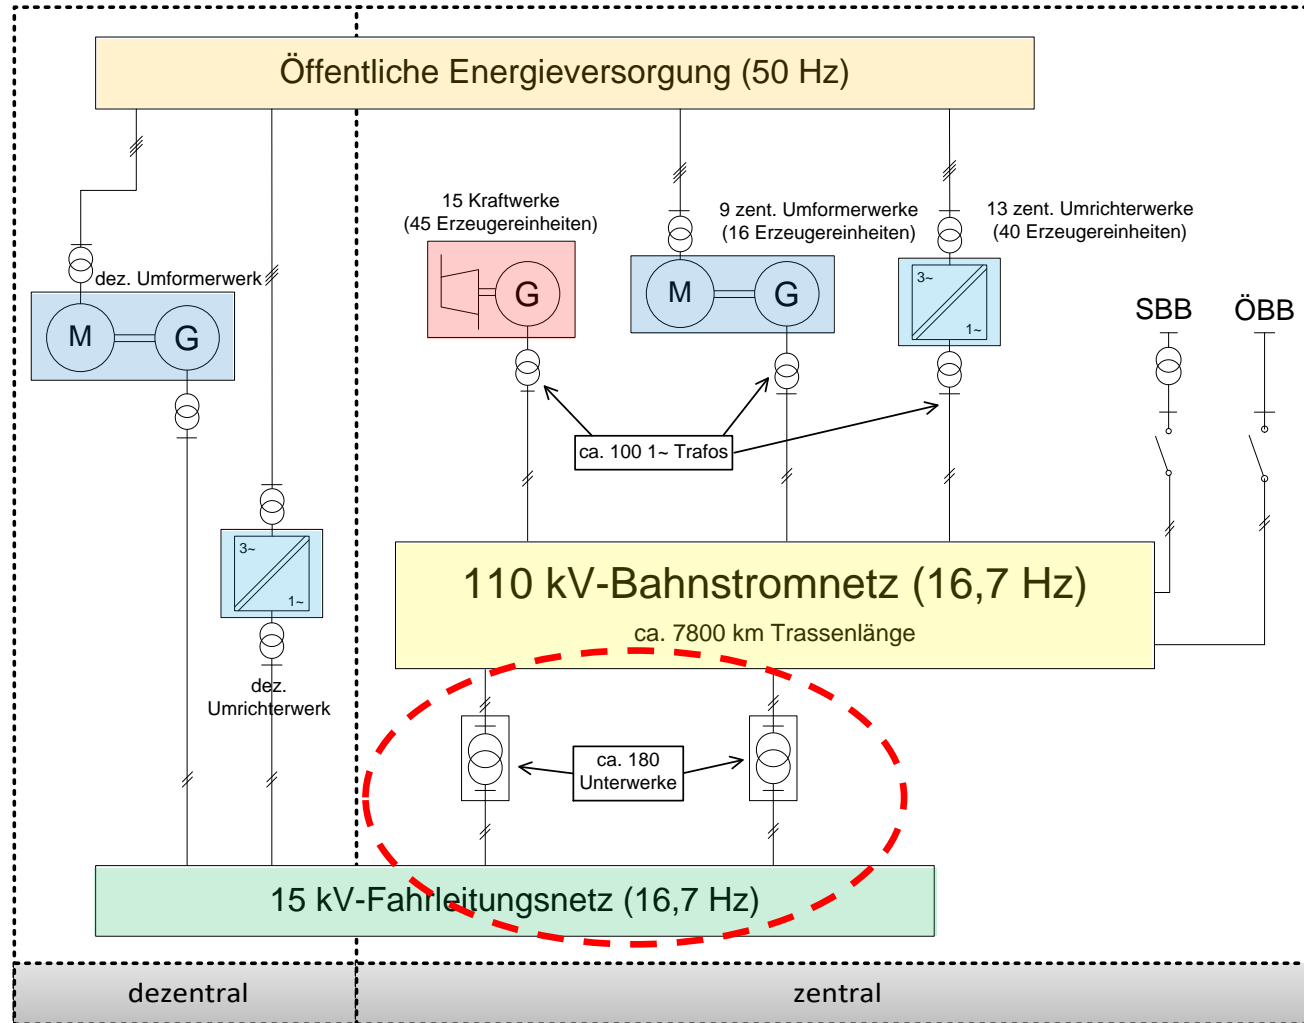 Öffentliche Energieversorgung (50 Hz)
15 Kraftwerke
(45 Erzeugereinheiten)
9 zent. Umformerwerke
(16 Erzeugereinheiten)
13 zent. Umrichterwerke
(40 Erzeugereinheiten)
dez. Umformerwerk
M
G
G
M
G
3~
1~
SBB
ÖBB
ca. 100 1~ Trafos
3~
1~
110 kV-Bahnstromnetz (16,7 Hz)
ca. 7800 km Trassenlänge
dez.
Umrichterwerk
ca. 180
Unterwerke
15 kV-Fahrleitungsnetz (16,7 Hz)
dezentral
zentral